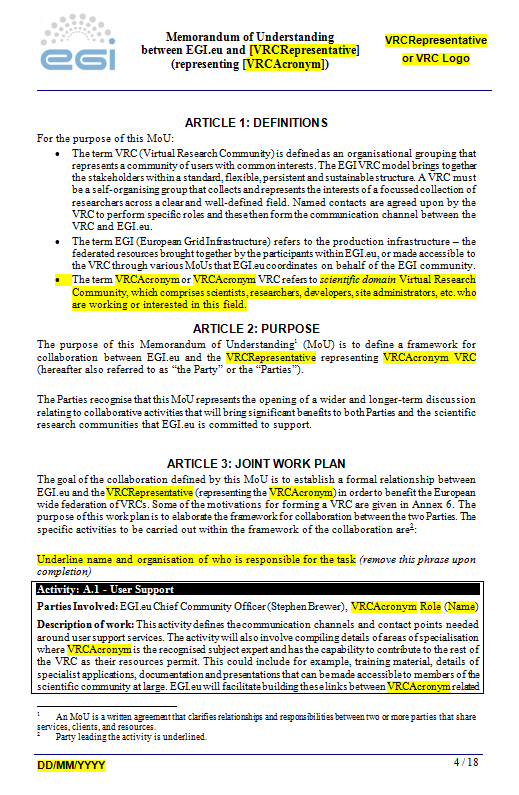 egi
Memorandum of Understanding
between EGI.eu and [VRCRepresentative]
(representing [VRCAcronym])
VRCRepresentative
or VRC Logo
ARTICLE 1: DEFINITIONS
For the purpose of this MoU:
• The term VRC (Virtual Research Community) is defined as an organisational grouping that
represents a community of users with common interests. The EGI VRC model brings together
the stakeholders within a standard, flexible, persistent and sustainable structure. A VRC must
be a self-organising group that collects and represents the interests of a focussed collection of
researchers across a clear and well-defined field. Named contacts are agreed upon by the
VRC to perform specific roles and these then form the communication channel between the
VRC and EGI.eu.
• The term EGI (European Grid Infrastructure) refers to the production infrastructure – the
federated resources brought together by the participants within EGI.eu, or made accessible to
the VRC through various MoUs that EGI.eu coordinates on behalf of the EGI community.
• The term VRCAcronym or VRCAcronym VRC refers to scientific domain Virtual Research
Community, which comprises scientists, researchers, developers, site administrators, etc. who
are working or interested in this field.
ARTICLE 2: PURPOSE
The purpose of this Memorandum of Understanding1 (MoU) is to define a framework for
collaboration between EGI.eu and the VRCRepresentative representing VRCAcronym VRC
(hereafter also referred to as “the Party” or the “Parties”).
The Parties recognise that this MoU represents the opening of a wider and longer-term discussion
relating to collaborative activities that will bring significant benefits to both Parties and the scientific
research communities that EGI.eu is committed to support.
ARTICLE 3: JOINT WORK PLAN
The goal of the collaboration defined by this MoU is to establish a formal relationship between
EGI.eu and the VRCRepresentative (representing the VRCAcronym) in order to benefit the European
wide federation of VRCs. Some of the motivations for forming a VRC are given in Annex 6. The
purpose of this work plan is to elaborate the framework for collaboration between the two Parties. The
specific activities to be carried out within the framework of the collaboration are2:
Underline name and organisation of who is responsible for the task (remove this phrase upon
completion)
Activity: A.1 - User Support
Parties Involved: EGI.eu Chief Community Officer (Stephen Brewer), VRCAcronym Role (Name)
Description of work: This activity defines the communication channels and contact points needed
around user support services. The activity will also involve compiling details of areas of specialisation
where VRCAcronym is the recognised subject expert and has the capability to contribute to the rest of
the VRC as their resources permit. This could include for example, training material, details of
specialist applications, documentation and presentations that can be made accessible to members of the
scientific community at large. EGI.eu will facilitate building these links between VRCAcronym related
1 An MoU is a written agreement that clarifies relationships and responsibilities between two or more parties that share
services, clients, and resources.
2 Party leading the activity is underlined.
DD/MM/YYYY
4 / 18